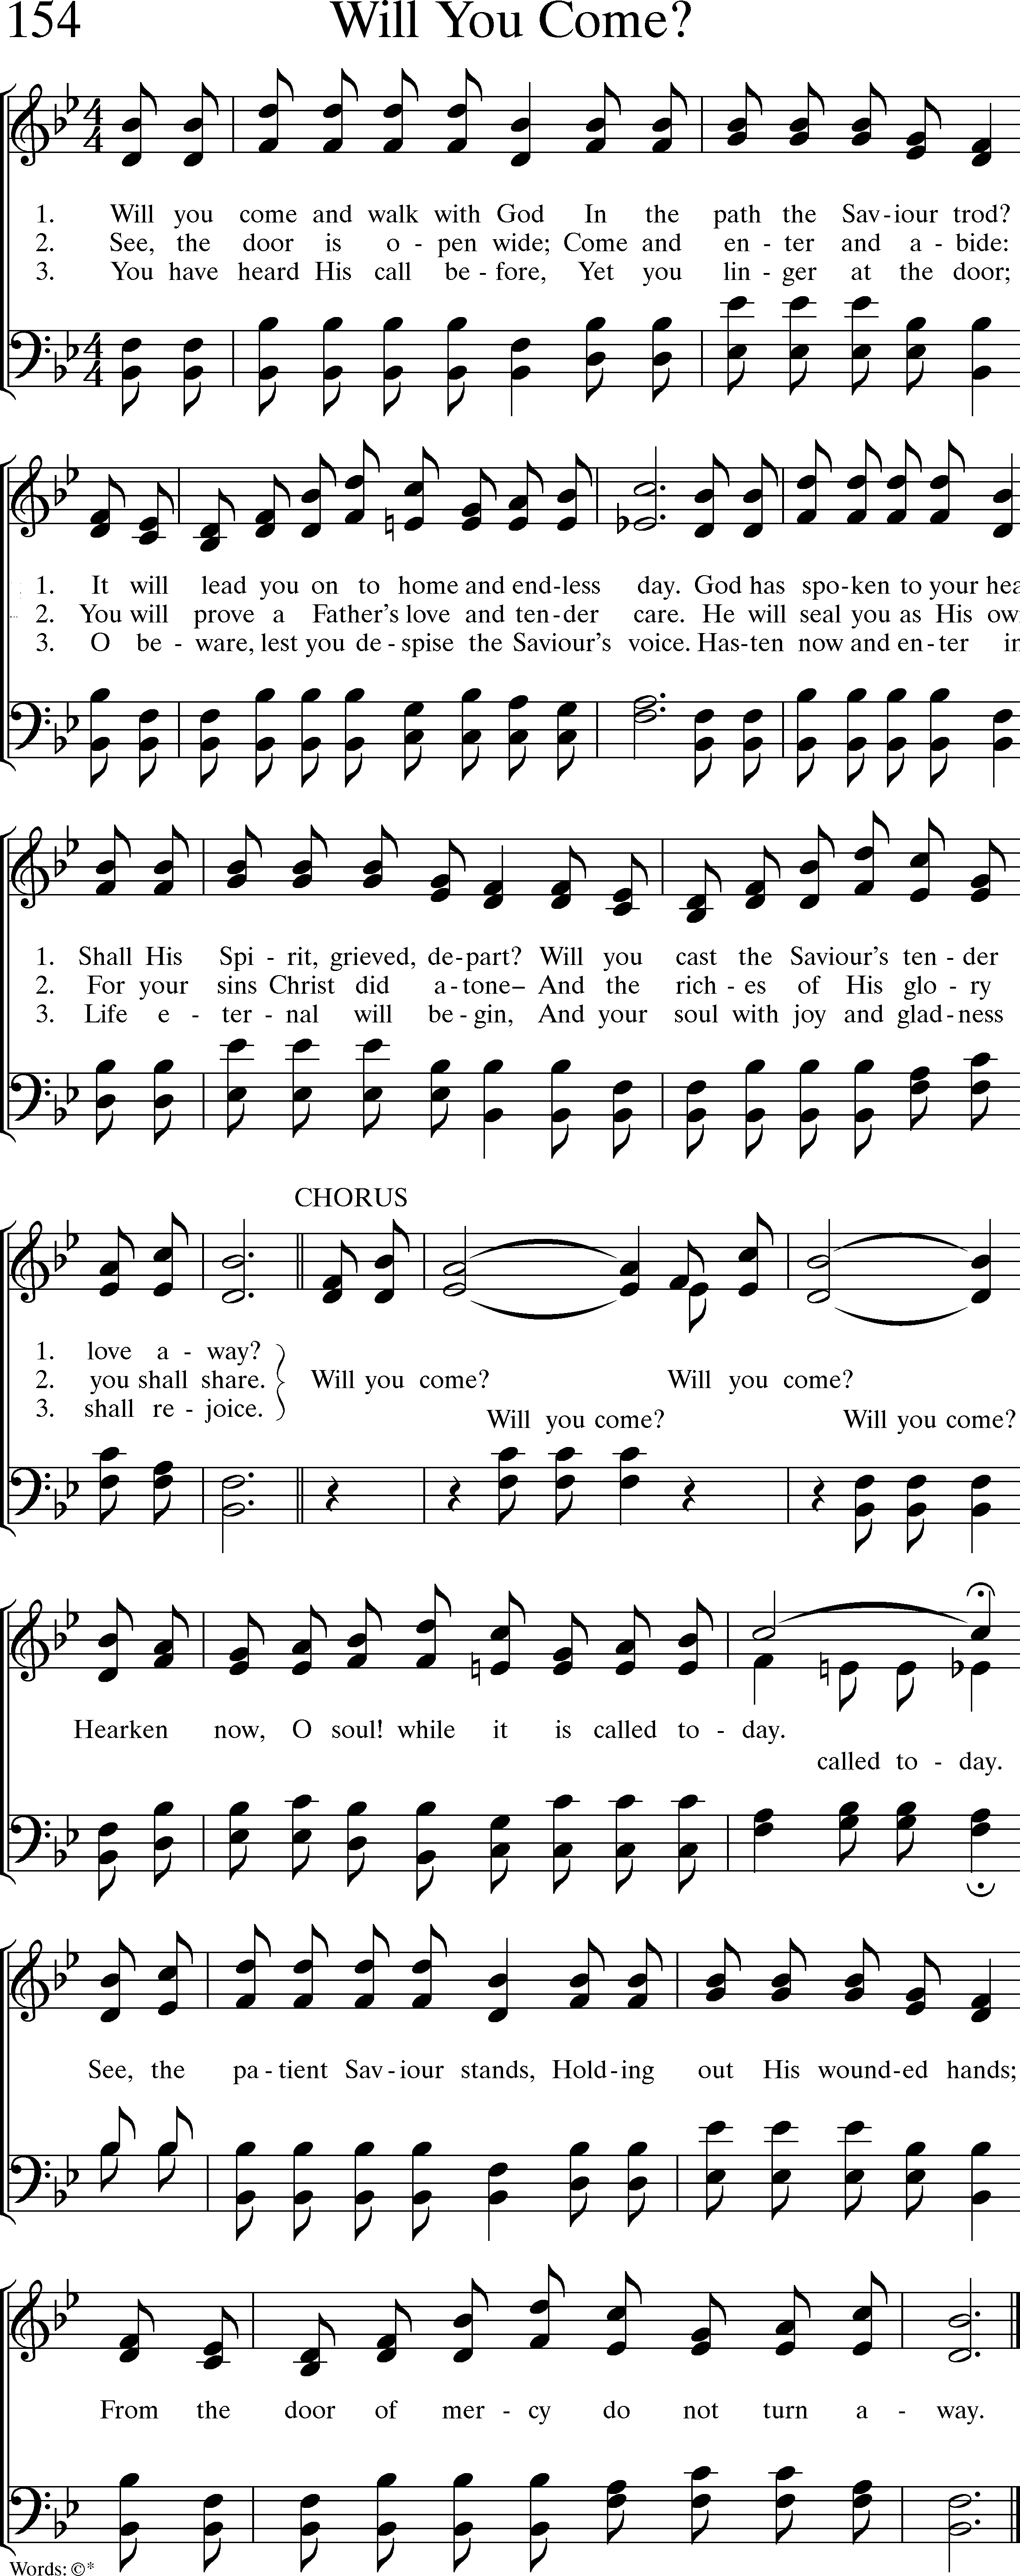 154 Will You Come?
1. Will you come and walk with God In the path the Sav-iour trod?
2. See, the door is o - pen wide; Come and en - ter and a - bide:
3. You have heard His call be - fore, Yet you lin - ger at the door;
1. It will lead you on to home and end-less day. God has spo-ken to your hea
2. You will prove a Father's love and ten-der care. He will seal you as His ow
3. O be - ware, lest you de - spise the Saviour's voice. Has-ten now and en-ter in
1. Shall His Spi - rit, grieved, de-part? Will you cast the Saviour's ten - der
2. For your sins Christ did a-tone– And the rich - es of His glo - ry
3. Life e - ter - nal will be - gin, And your soul with joy and glad-ness
CHORUS
1. love a - way?
2. you shall share. Will you come? Will you come?
3. shall re - joice.
Will you come? Will you come?
Hearken now, O soul! while it is called to - day.
called to - day.
See, the pa-tient Sav-iour stands, Hold-ing out His wound-ed hands;
From the door of mer - cy do not turn a - way.
Words: ©*